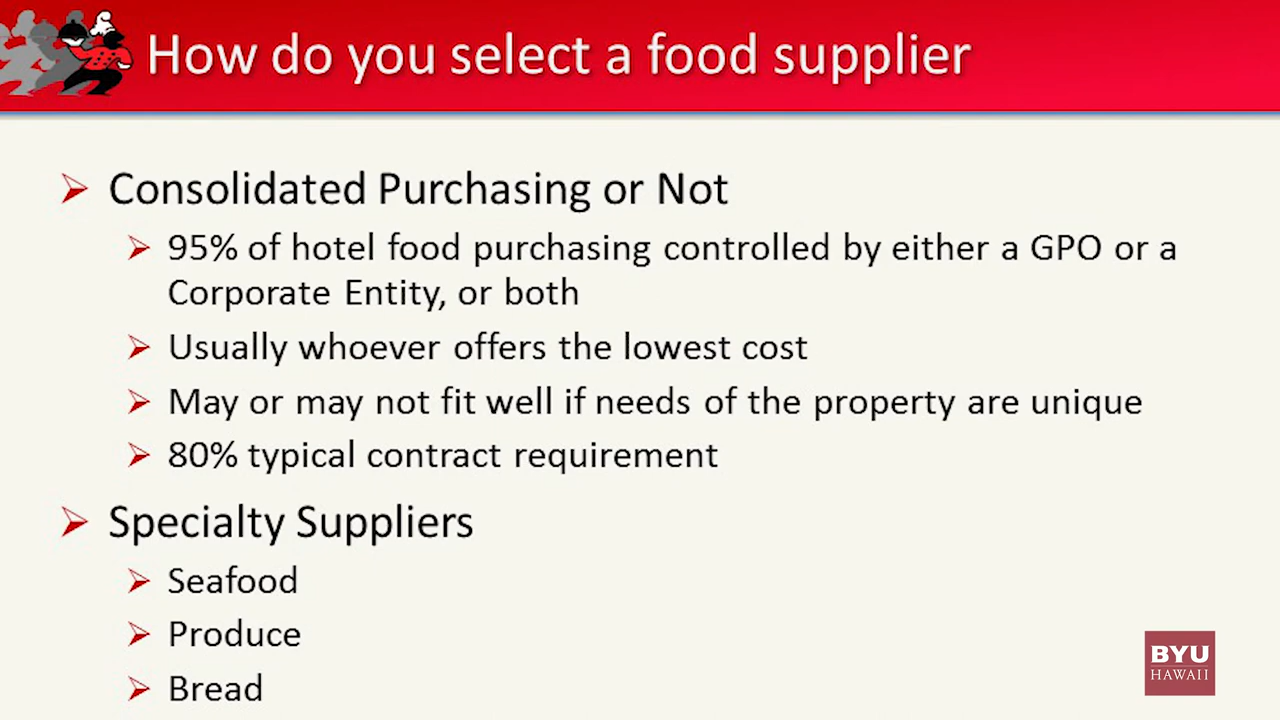 How do you select a food supplier
Consolidated Purchasing or Not
95% of hotel food purchasing controlled by either a GPO or a
Corporate Entity, or both
Usually whoever offers the lowest cost
May or may not fit well if needs of the property are unique
80% typical contract requirement
Specialty Suppliers
Seafood
Produce
Bread
BYU
HAWAII